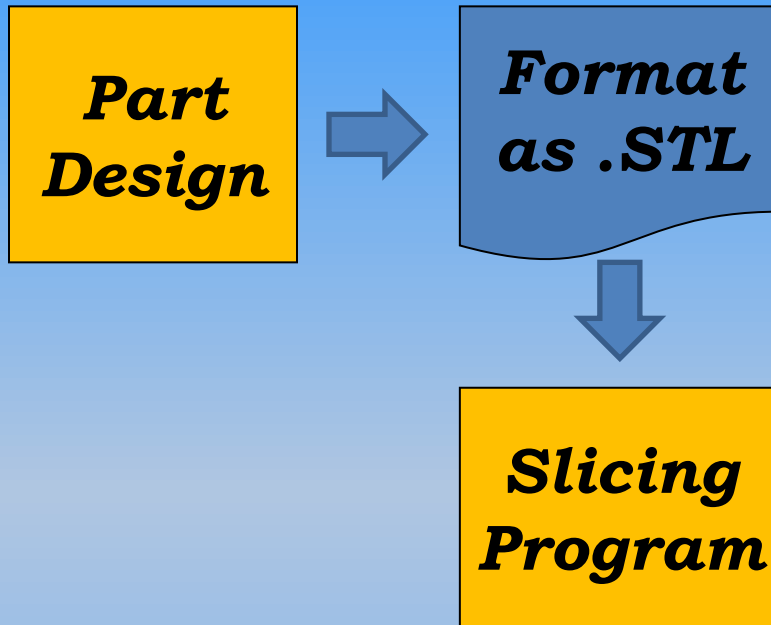 Part
Design
Format
as .STL
Slicing
Program